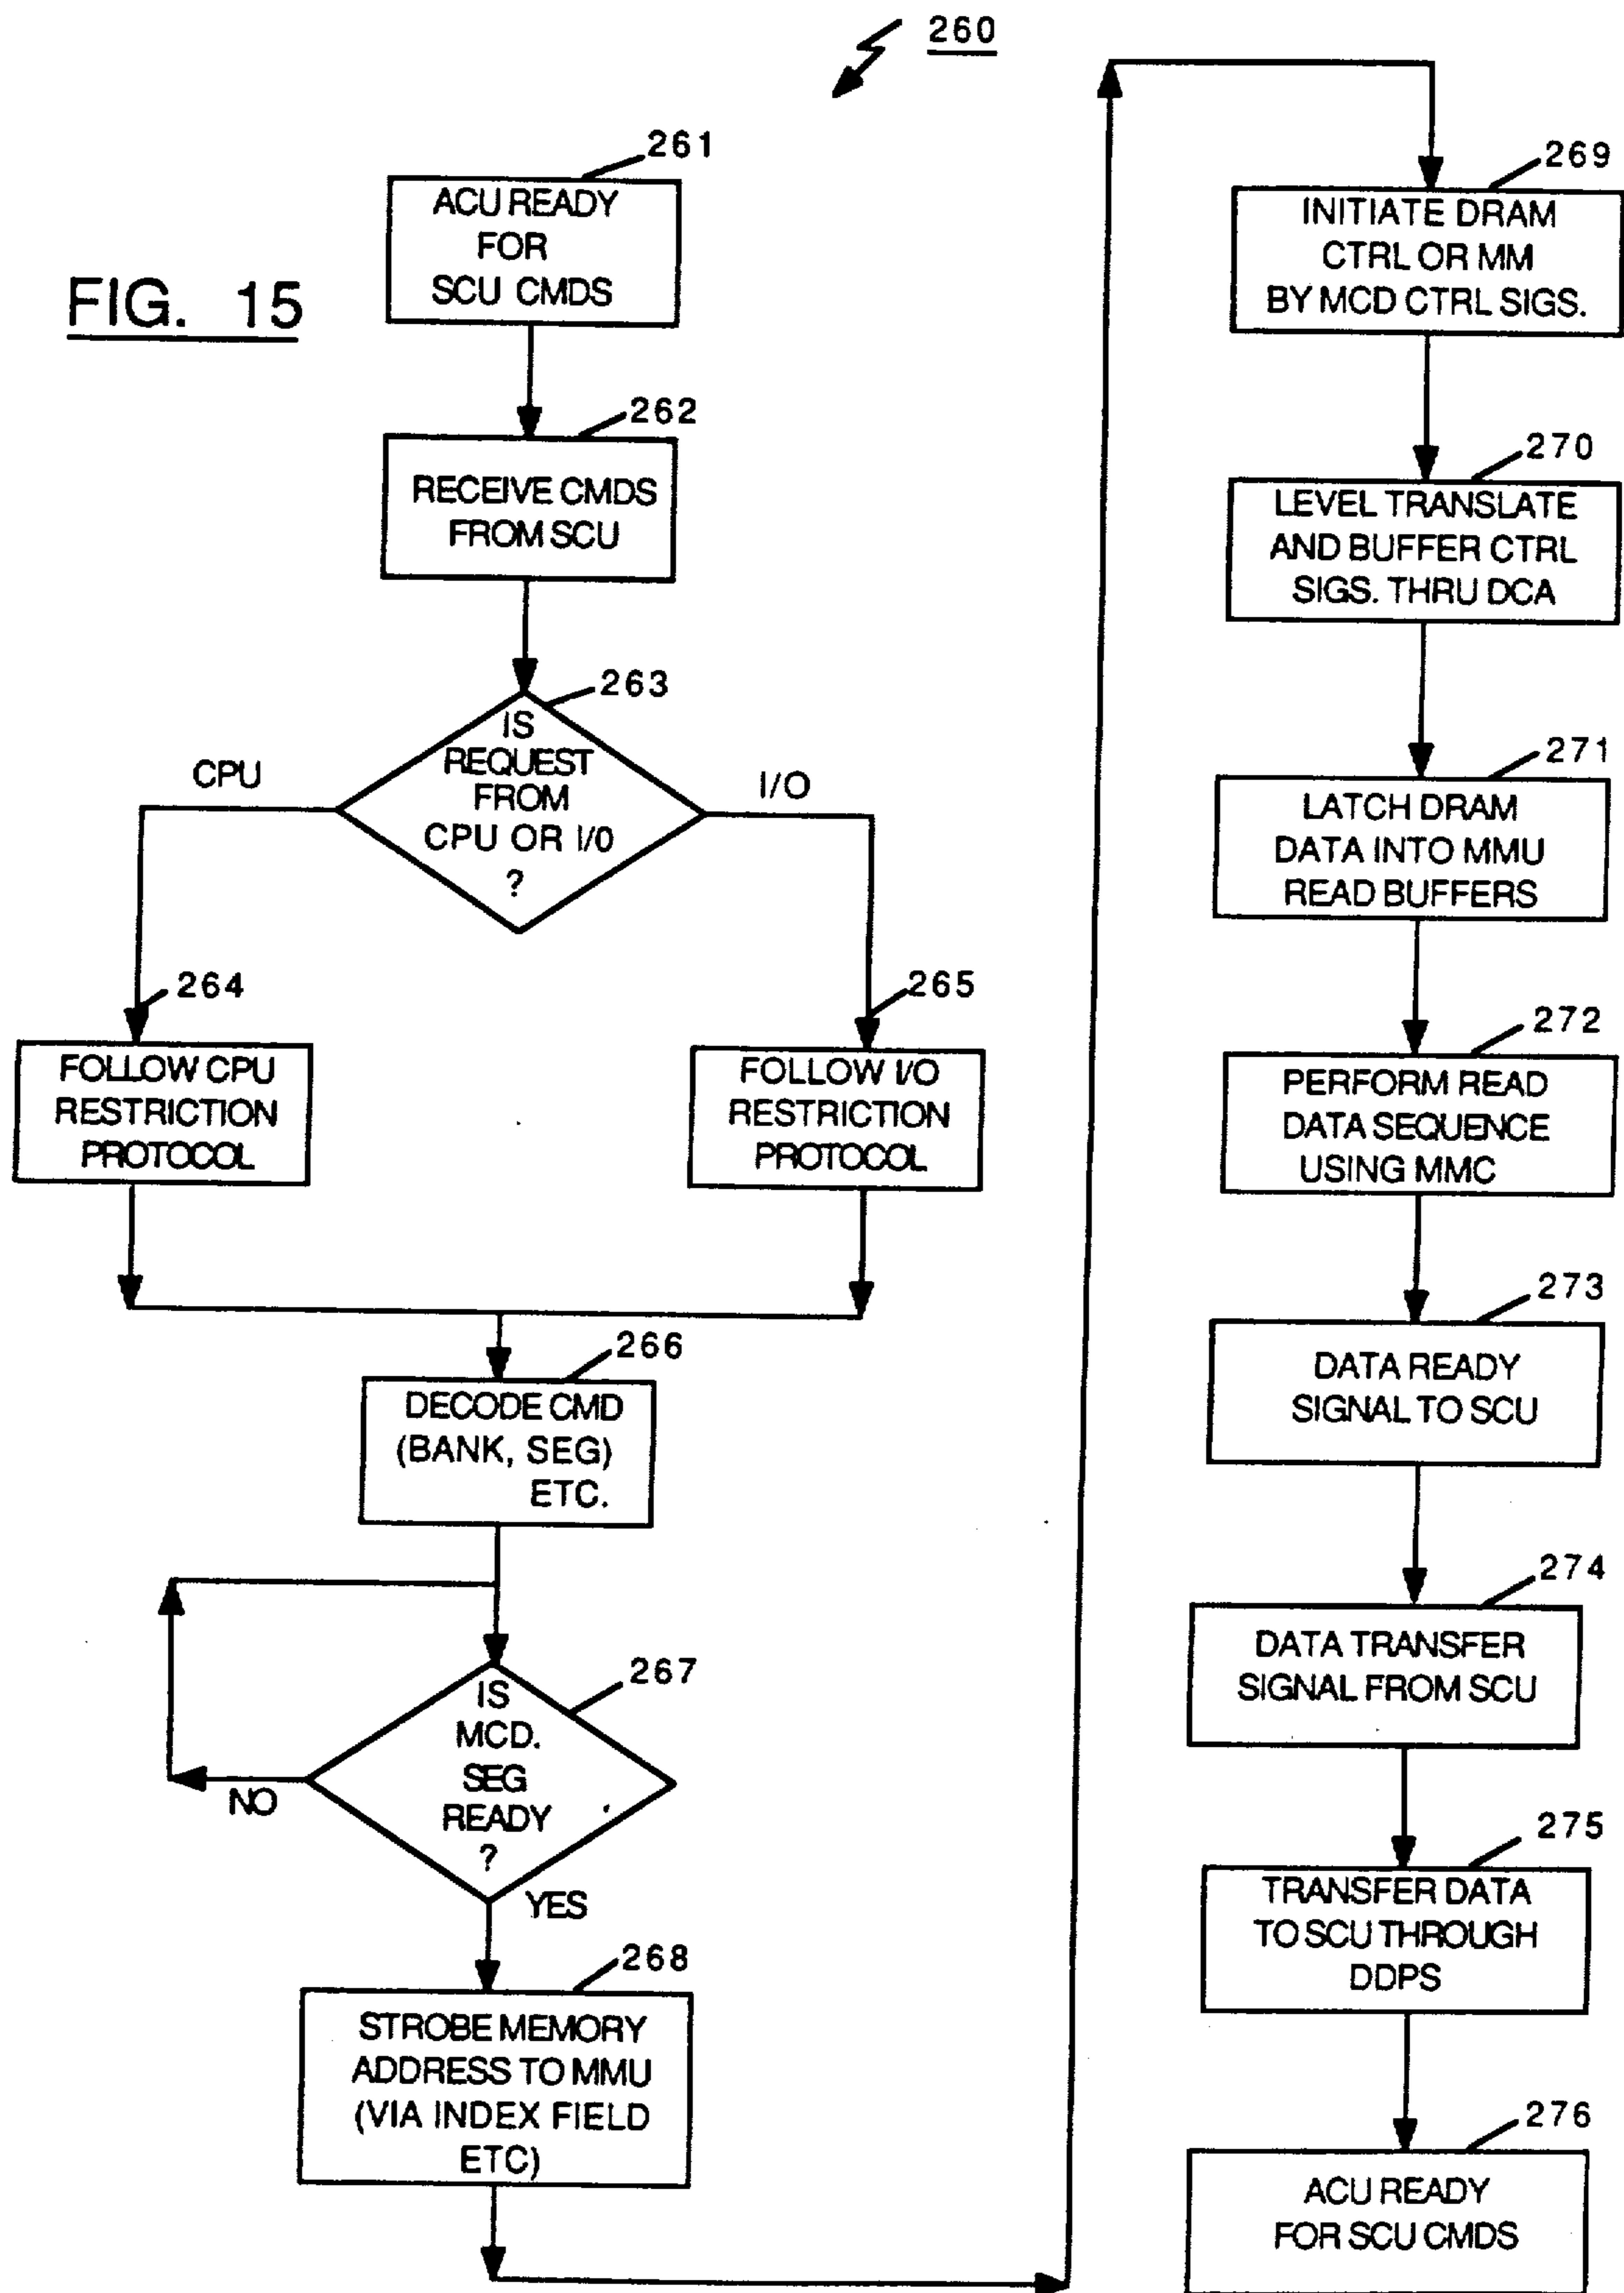 260
FIG. 15
261
ACU READY
FOR
SCU CMDS
262
RECEIVE CMDS
FROM SCU
263
IS
REQUEST
FROM
CPU OR I/0
?
CPU
I/O
264
FOLLOW CPU
RESTRICTION
PROTOCOL
265
FOLLOW I/O
RESTRICTION
PROTOCOL
266
DECODE CMD
(BANK, SEG)
ETC.
267
IS
MCD.
SEG
READY
?
NO
YES
268
STROBE MEMORY
ADDRESS TO MMU
(VIA INDEX FIELD
ETC)
269
INITIATE DRAM
CTRL OR MM
BY MCD CTRL SIGS.
270
LEVEL TRANSLATE
AND BUFFER CTRL
SIGS. THRU DCA
271
LATCH DRAM
DATA INTO MMU
READ BUFFERS
272
PERFORM READ
DATA SEQUENCE
USING MMC
273
DATA READY
SIGNAL TO SCU
274
DATA TRANSFER
SIGNAL FROM SCU
275
TRANSFER DATA
TO SCU THROUGH
DDPS
276
ACU READY
FOR SCU CMDS